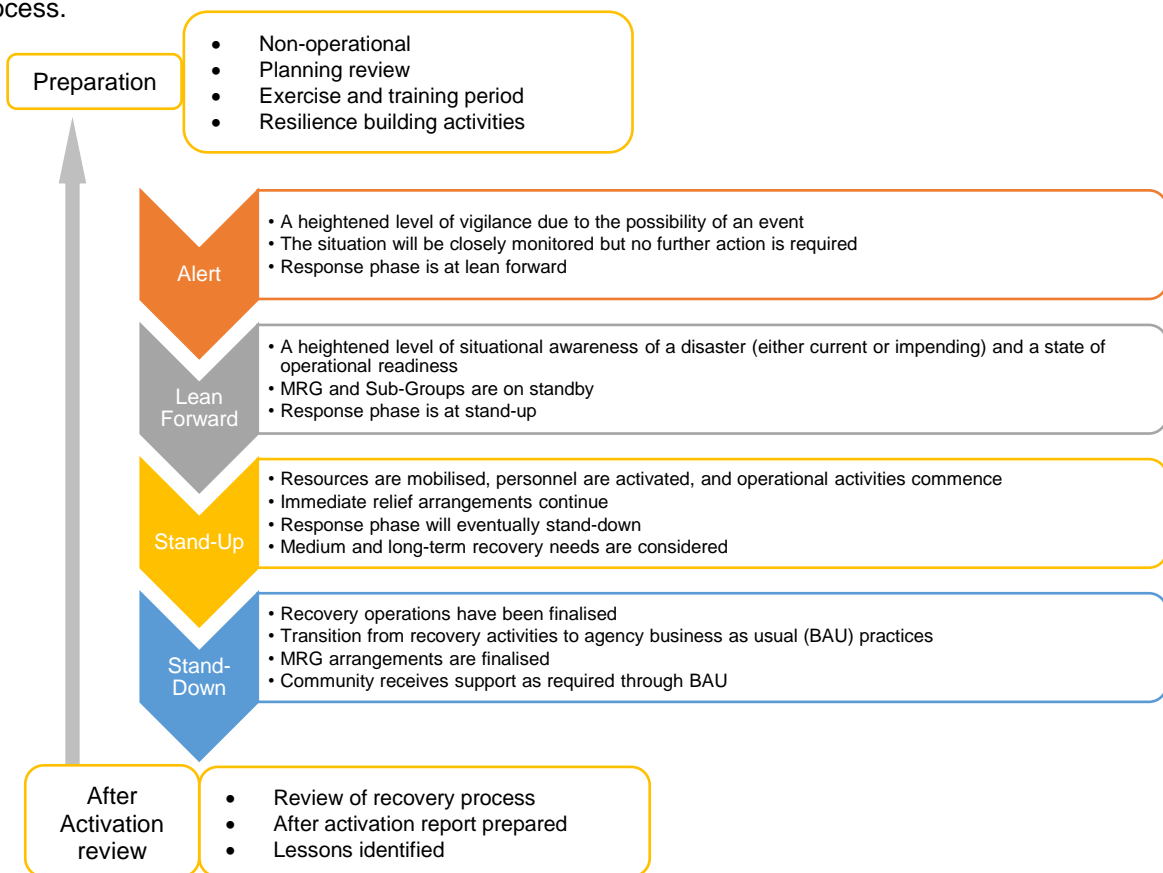 ocess.
• Non-operational
Preparation
• Planning review
• Exercise and training period
• Resilience building activities
Alert
• A heightened level of vigilance due to the possibility of an event
• The situation will be closely monitored but no further action is required
• Response phase is at lean forward
Lean
Forward
• A heightened level of situational awareness of a disaster (either current or impending) and a state of
operational readiness
• MRG and Sub-Groups are on standby
• Response phase is at stand-up
Stand-Up
• Resources are mobilised, personnel are activated, and operational activities commence
• Immediate relief arrangements continue
• Response phase will eventually stand-down
• Medium and long-term recovery needs are considered
Stand-
Down
• Recovery operations have been finalised
• Transition from recovery activities to agency business as usual (BAU) practices
• MRG arrangements are finalised
• Community receives support as required through BAU
After
Activation
review
• Review of recovery process
• After activation report prepared
• Lessons identified